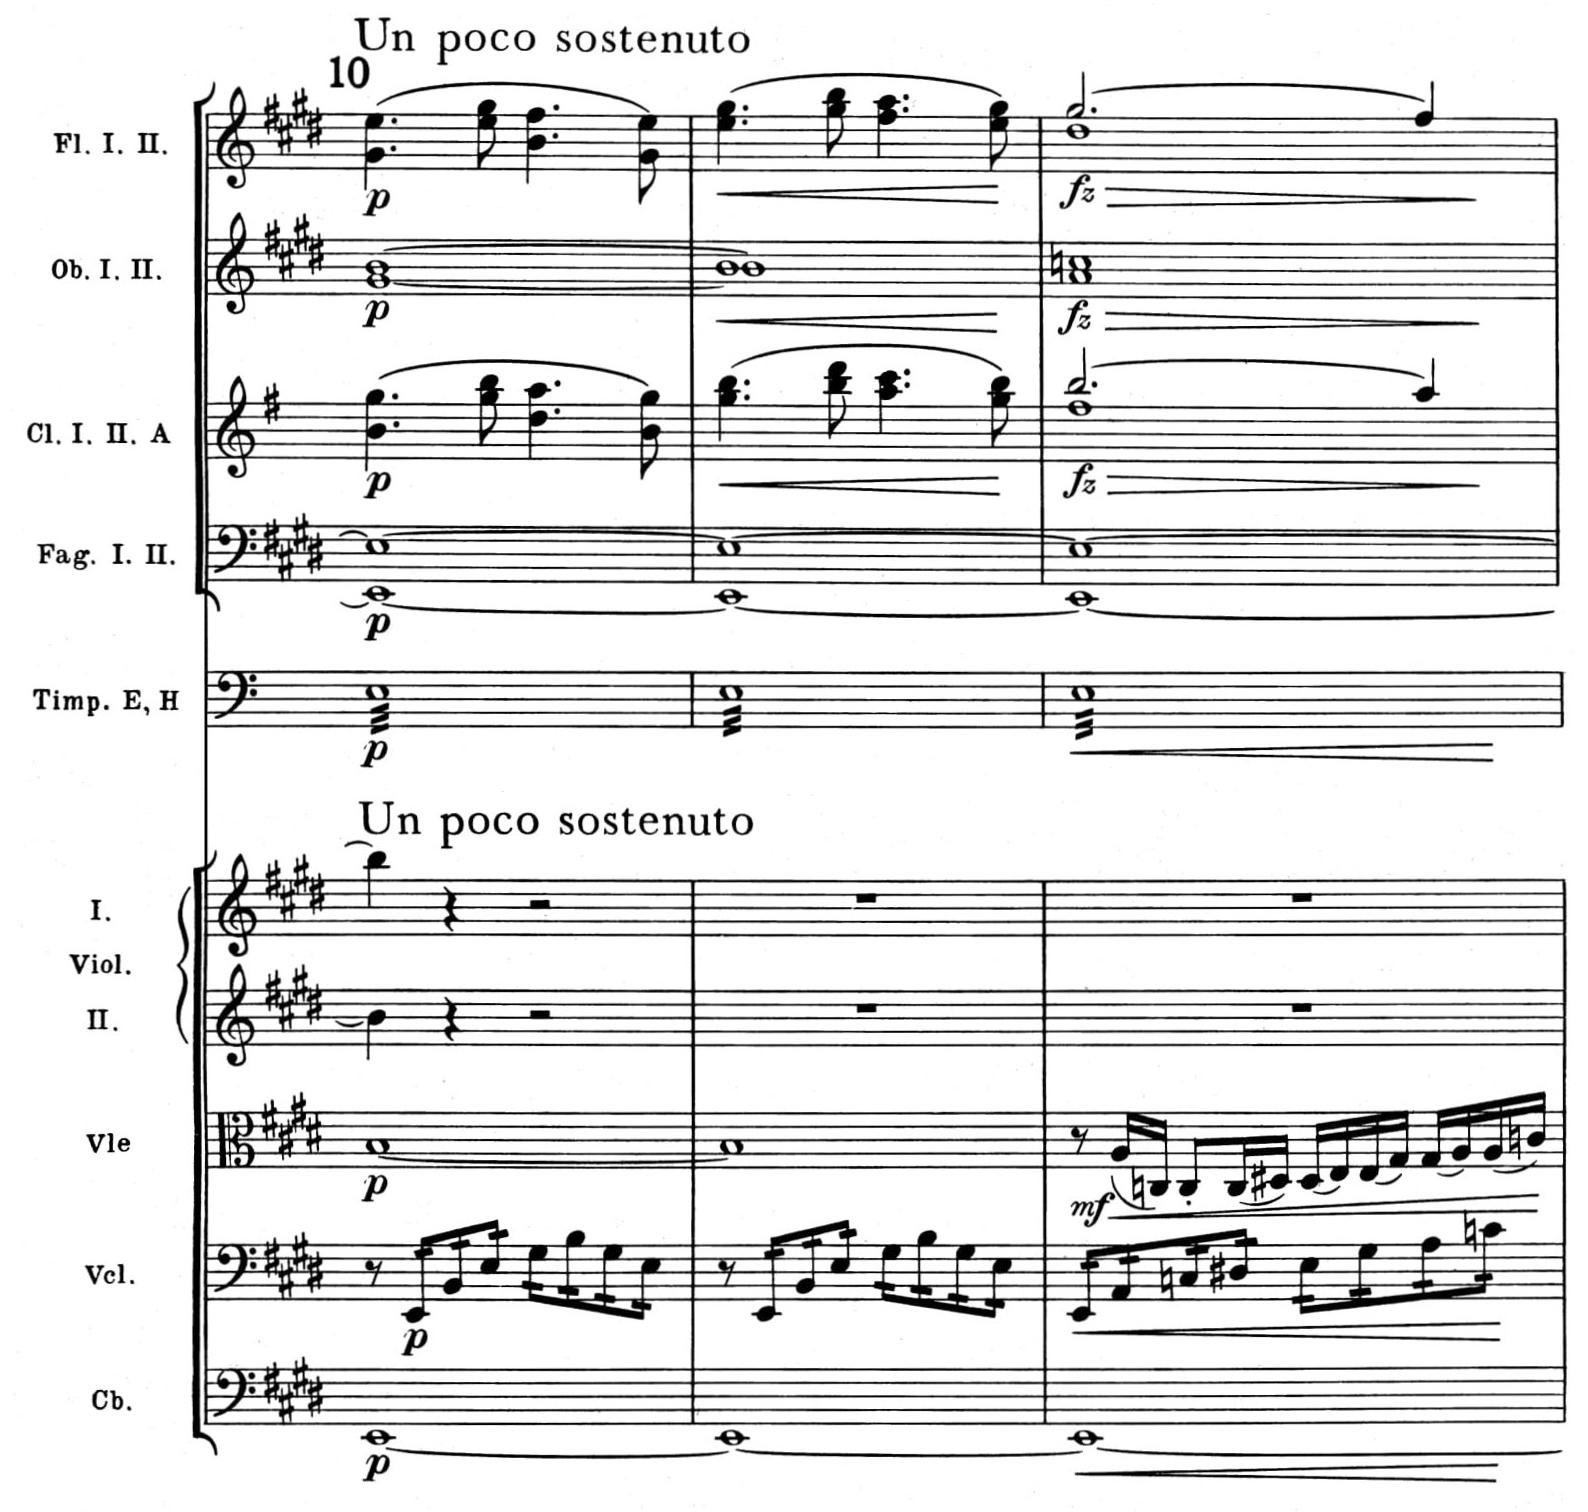 Un poco sostenuto
10
Fl. I. II.
p
fz
Ob. I. II.
p
fz
Cl. I. II. A
p
fz
Fag. I. II.
p
Timp. E, H
p
Un poco sostenuto
I.
Viol.
II.
Vle
p
mf
Vcl.
p
Cb.
p